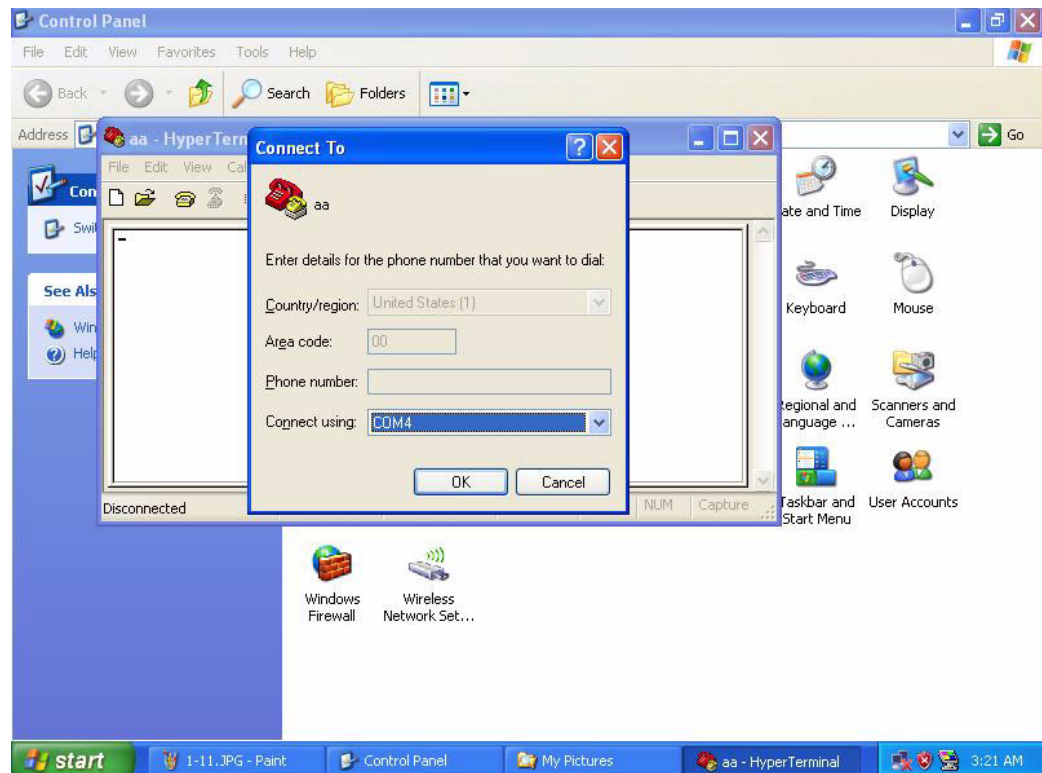 Control Panel
File Edit View Favorites Tools Help
Back Search Folders
Address Go
aa - HyperTerm
File Edit View Cal
Connect To
aa
Enter details for the phone number that you want to dial:
Country/region: United States (1)
Area code: 00
Phone number:
Connect using: COM4
OK Cancel
Disconnected NUM Capture
Con
Swi
See Als
Win
Help
ate and Time Display
Keyboard Mouse
Regional and
anguage ... Scanners and
Cameras
Taskbar and
Start Menu User Accounts
Windows
Firewall Wireless
Network Set...
start 1-11.JPG - Paint Control Panel My Pictures aa - HyperTerminal 3:21 AM